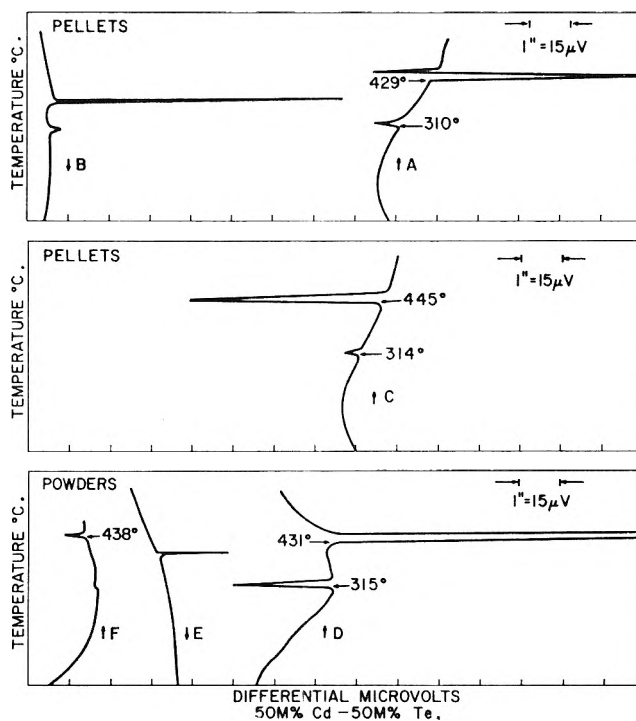 PELLETS
1"=15μV
429°
310°
↓ B
↑ A
TEMPERATURE °C.
PELLETS
1"=15μV
445°
314°
↑ C
TEMPERATURE °C.
POWDERS
1"=15μV
438°
431°
315°
↑ F
↓ E
↑ D
TEMPERATURE °C.
DIFFERENTIAL MICROVOLTS
50M% Cd – 50M% Te.